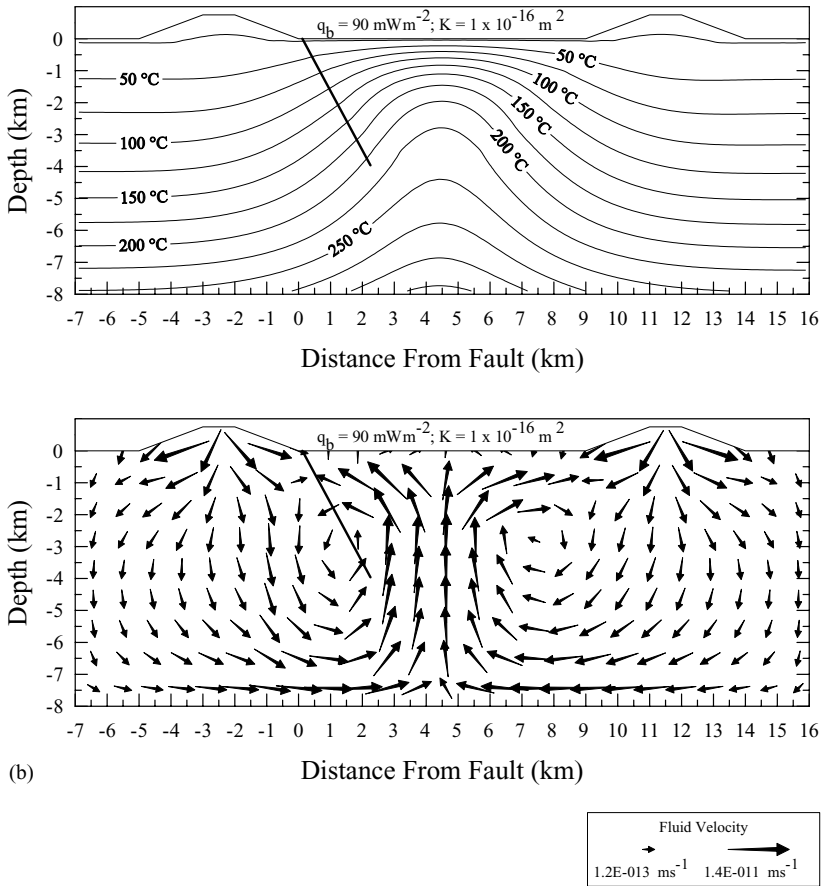 q_b = 90 mWm^-2; K = 1 x 10^-16 m^2
0
-1
-2
-3
-4
-5
-6
-7
-8
Depth (km)
50 °C
100 °C
150 °C
200 °C
50 °C
100 °C
150 °C
200 °C
250 °C
-7 -6 -5 -4 -3 -2 -1 0 1 2 3 4 5 6 7 8 9 10 11 12 13 14 15 16
Distance From Fault (km)
q_b = 90 mWm^-2; K = 1 x 10^-16 m^2
0
-1
-2
-3
-4
-5
-6
-7
-8
Depth (km)
-7 -6 -5 -4 -3 -2 -1 0 1 2 3 4 5 6 7 8 9 10 11 12 13 14 15 16
(b)
Distance From Fault (km)
Fluid Velocity
1.2E-013 ms^-1 1.4E-011 ms^-1